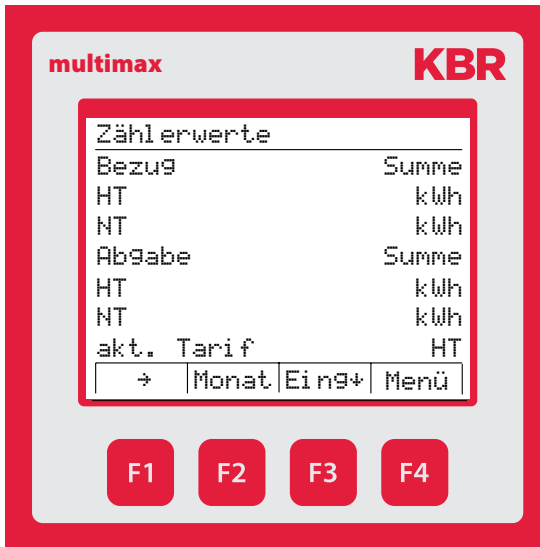 multimax KBR
Zählerwerte
Bezug Summe
HT kWh
NT kWh
Abgabe Summe
HT kWh
NT kWh
akt. Tarif HT
→ Monat Eing↓ Menü
F1 F2 F3 F4